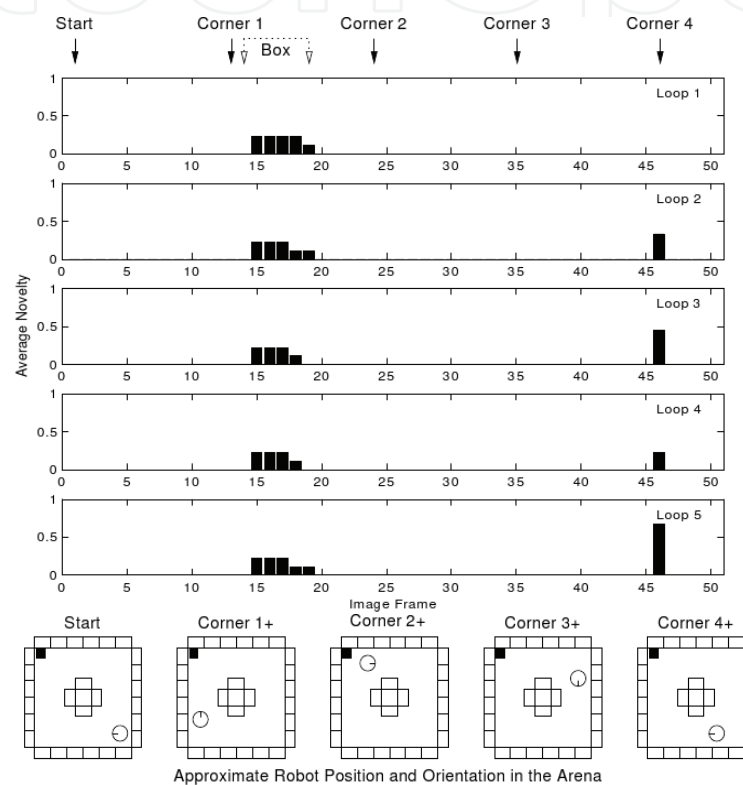 Start Corner 1 Corner 2 Corner 3 Corner 4
Box
1
Loop 1
0.5
0
0 5 10 15 20 25 30 35 40 45 50
1
Loop 2
0.5
0
0 5 10 15 20 25 30 35 40 45 50
Average Novelty
1
Loop 3
0.5
0
0 5 10 15 20 25 30 35 40 45 50
1
Loop 4
0.5
0
0 5 10 15 20 25 30 35 40 45 50
1
Loop 5
0.5
0
0 5 10 15 20 25 30 35 40 45 50
Image Frame
Start Corner 1+ Corner 2+ Corner 3+ Corner 4+
Approximate Robot Position and Orientation in the Arena